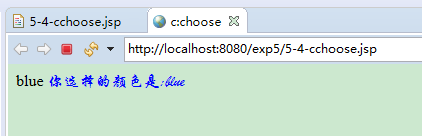 5-4-cchoose.jsp
c:choose
http://localhost:8080/exp5/5-4-cchoose.jsp
blue 你选择的颜色是:blue